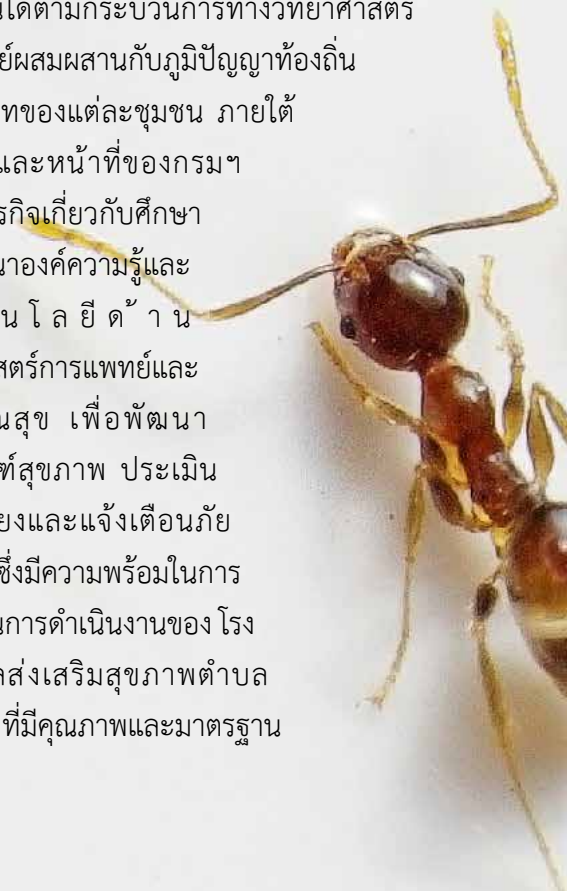 นได้ตามกระบวนการทางวิทยาศาสตร์
ย์ผสมผสานกับภูมิปัญญาท้องถิ่น
ทของแต่ละชุมชน ภายใต้
และหน้าที่ของกรมฯ
รกิจเกี่ยวกับศึกษา
นาองค์ความรู้และ
นโลยีด้าน
สตร์การแพทย์และ
ณสุข เพื่อพัฒนา
ฑ์สุขภาพ ประเมิน
ยงและแจ้งเตือนภัย
ซึ่งมีความพร้อมในการ
นการดำเนินงานของ โรง
ลส่งเสริมสุขภาพตำบล
ที่มีคุณภาพและมาตรฐาน